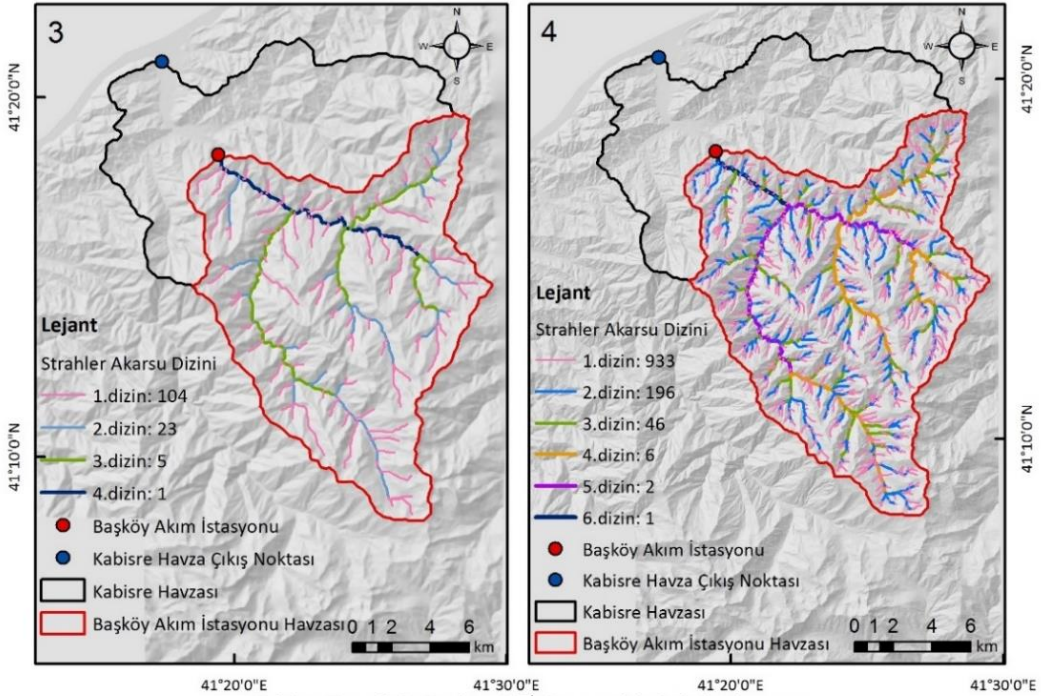 3
N
W
E
S
41°20'0"N
41°10'0"N
Lejant
Strahler Akarsu Dizini
1.dizin: 104
2.dizin: 23
3.dizin: 5
4.dizin: 1
Başköy Akım İstasyonu
Kabisre Havza Çıkış Noktası
Kabisre Havzası
Başköy Akım İstasyonu Havzası
0 1 2 4 6
km
41°20'0"E
41°30'0"E
4
N
W
E
S
41°20'0"N
41°10'0"N
Lejant
Strahler Akarsu Dizini
1.dizin: 933
2.dizin: 196
3.dizin: 46
4.dizin: 6
5.dizin: 2
6.dizin: 1
Başköy Akım İstasyonu
Kabisre Havza Çıkış Noktası
Kabisre Havzası
Başköy Akım İstasyonu Havzası
0 1 2 4 6
km
41°20'0"E
41°30'0"E